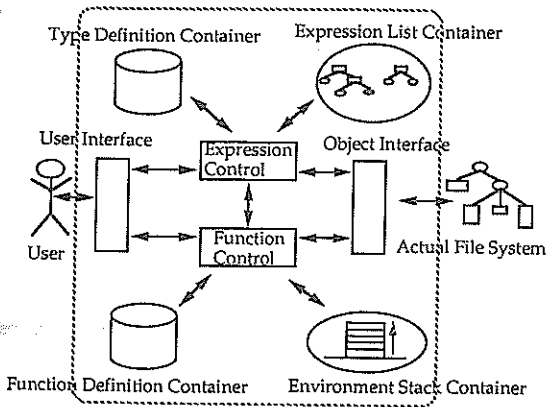 Type Definition Container
Expression List Container
User Interface
Expression
Control
Object Interface
User
Function
Control
Actual File System
Function Definition Container
Environment Stack Container